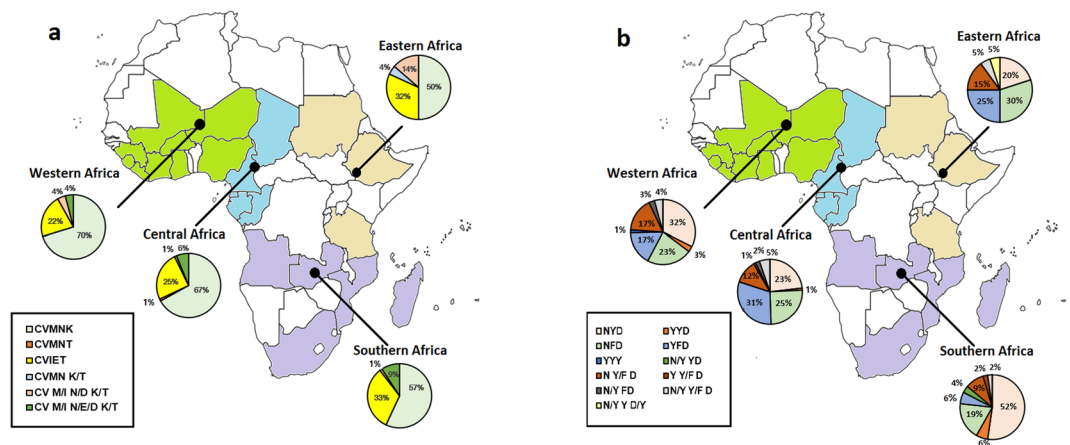 a
Eastern Africa
4%
14%
50%
32%
Western Africa
4%
4%
22%
70%
Central Africa
1%
6%
25%
67%
1%
Southern Africa
1%
9%
57%
33%
CVMNK
CVMNT
CVIET
CVMN K/T
CV M/I N/D K/T
CV M/I N/E/D K/T
b
Eastern Africa
5%
5%
20%
15%
25%
30%
Western Africa
3%
4%
32%
17%
1%
17%
23%
3%
Central Africa
1%
2%
5%
12%
23%
1%
31%
25%
Southern Africa
2%
2%
9%
4%
6%
52%
19%
6%
NYD
YYD
NFD
YFD
YYY
N/Y YD
N Y/F D
Y Y/F D
N/Y FD
N/Y Y/F D
N/Y Y D/Y